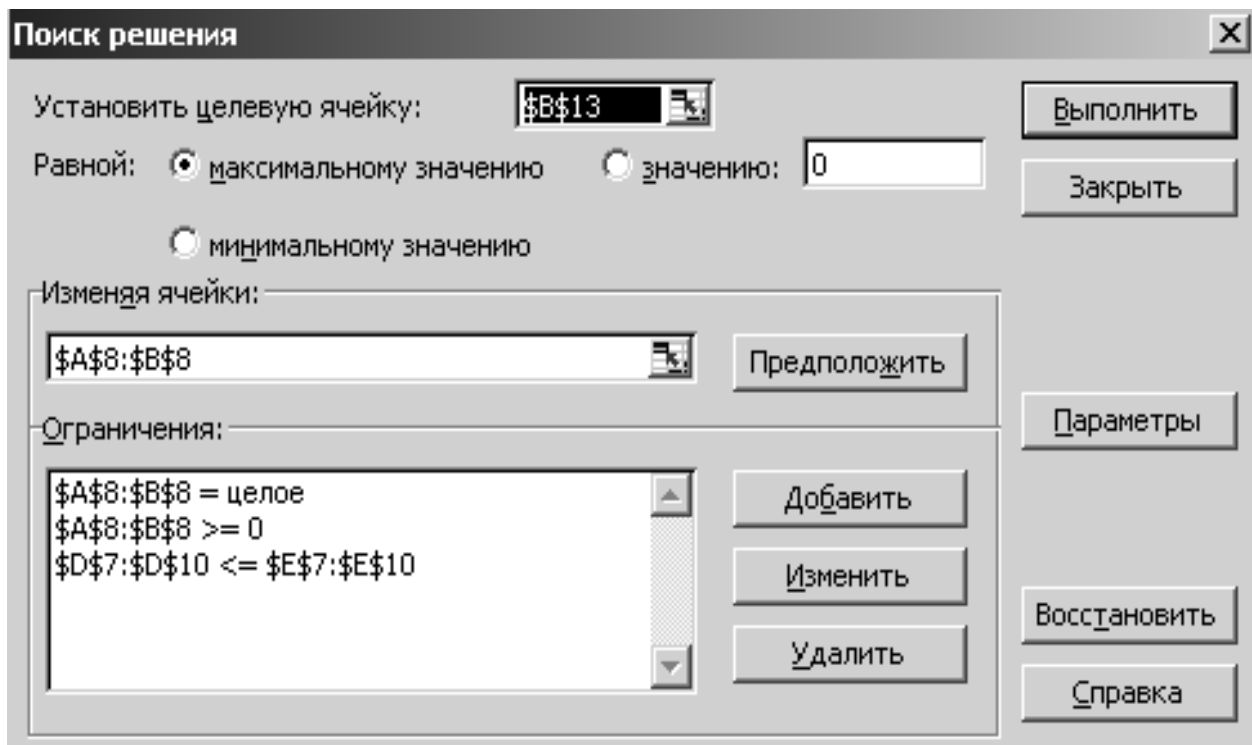 Поиск решения
Установить целевую ячейку: $B$13
Выполнить
Равной: максимальному значению значению: 0
Закрыть
минимальному значению
Изменяя ячейки:
$A$8:$B$8
Предположить
Параметры
Ограничения:
$A$8:$B$8 = целое
$A$8:$B$8 >= 0
$D$7:$D$10 <= $E$7:$E$10
Добавить
Изменить
Удалить
Восстановить
Справка